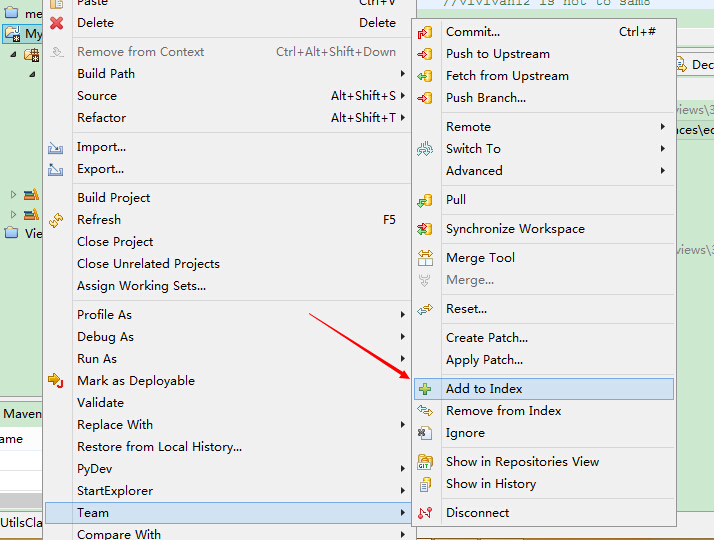 Paste Ctrl+V
Delete Delete
Remove from Context Ctrl+Alt+Shift+Down
Build Path
Source Alt+Shift+S
Refactor Alt+Shift+T
Import...
Export...
Build Project
Refresh F5
Close Project
Close Unrelated Projects
Assign Working Sets...
Profile As
Debug As
Run As
Mark as Deployable
Validate
Replace With
Restore from Local History...
PyDev
StartExplorer
Team
Compare With
Commit... Ctrl+#
Push to Upstream
Fetch from Upstream
Push Branch...
Remote
Switch To
Advanced
Pull
Synchronize Workspace
Merge Tool
Merge...
Reset...
Create Patch...
Apply Patch...
Add to Index
Remove from Index
Ignore
GIT Show in Repositories View
Show in History
Disconnect
me
My
Vie
Maven
ame
UtilsCla
is not to
Dec
views\3
nces\ec
views\3